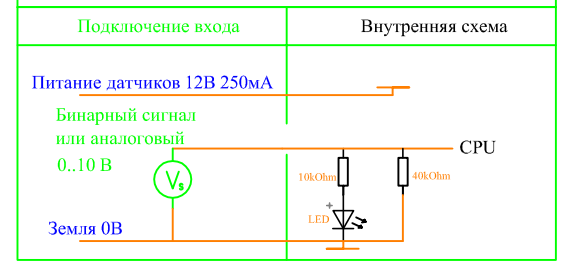 Подключение входа
Внутренняя схема
Питание датчиков 12В 250мА
Бинарный сигнал
или аналоговый
0..10 В
CPU
Vs
10kOhm
40kOhm
+
LED
Земля 0В